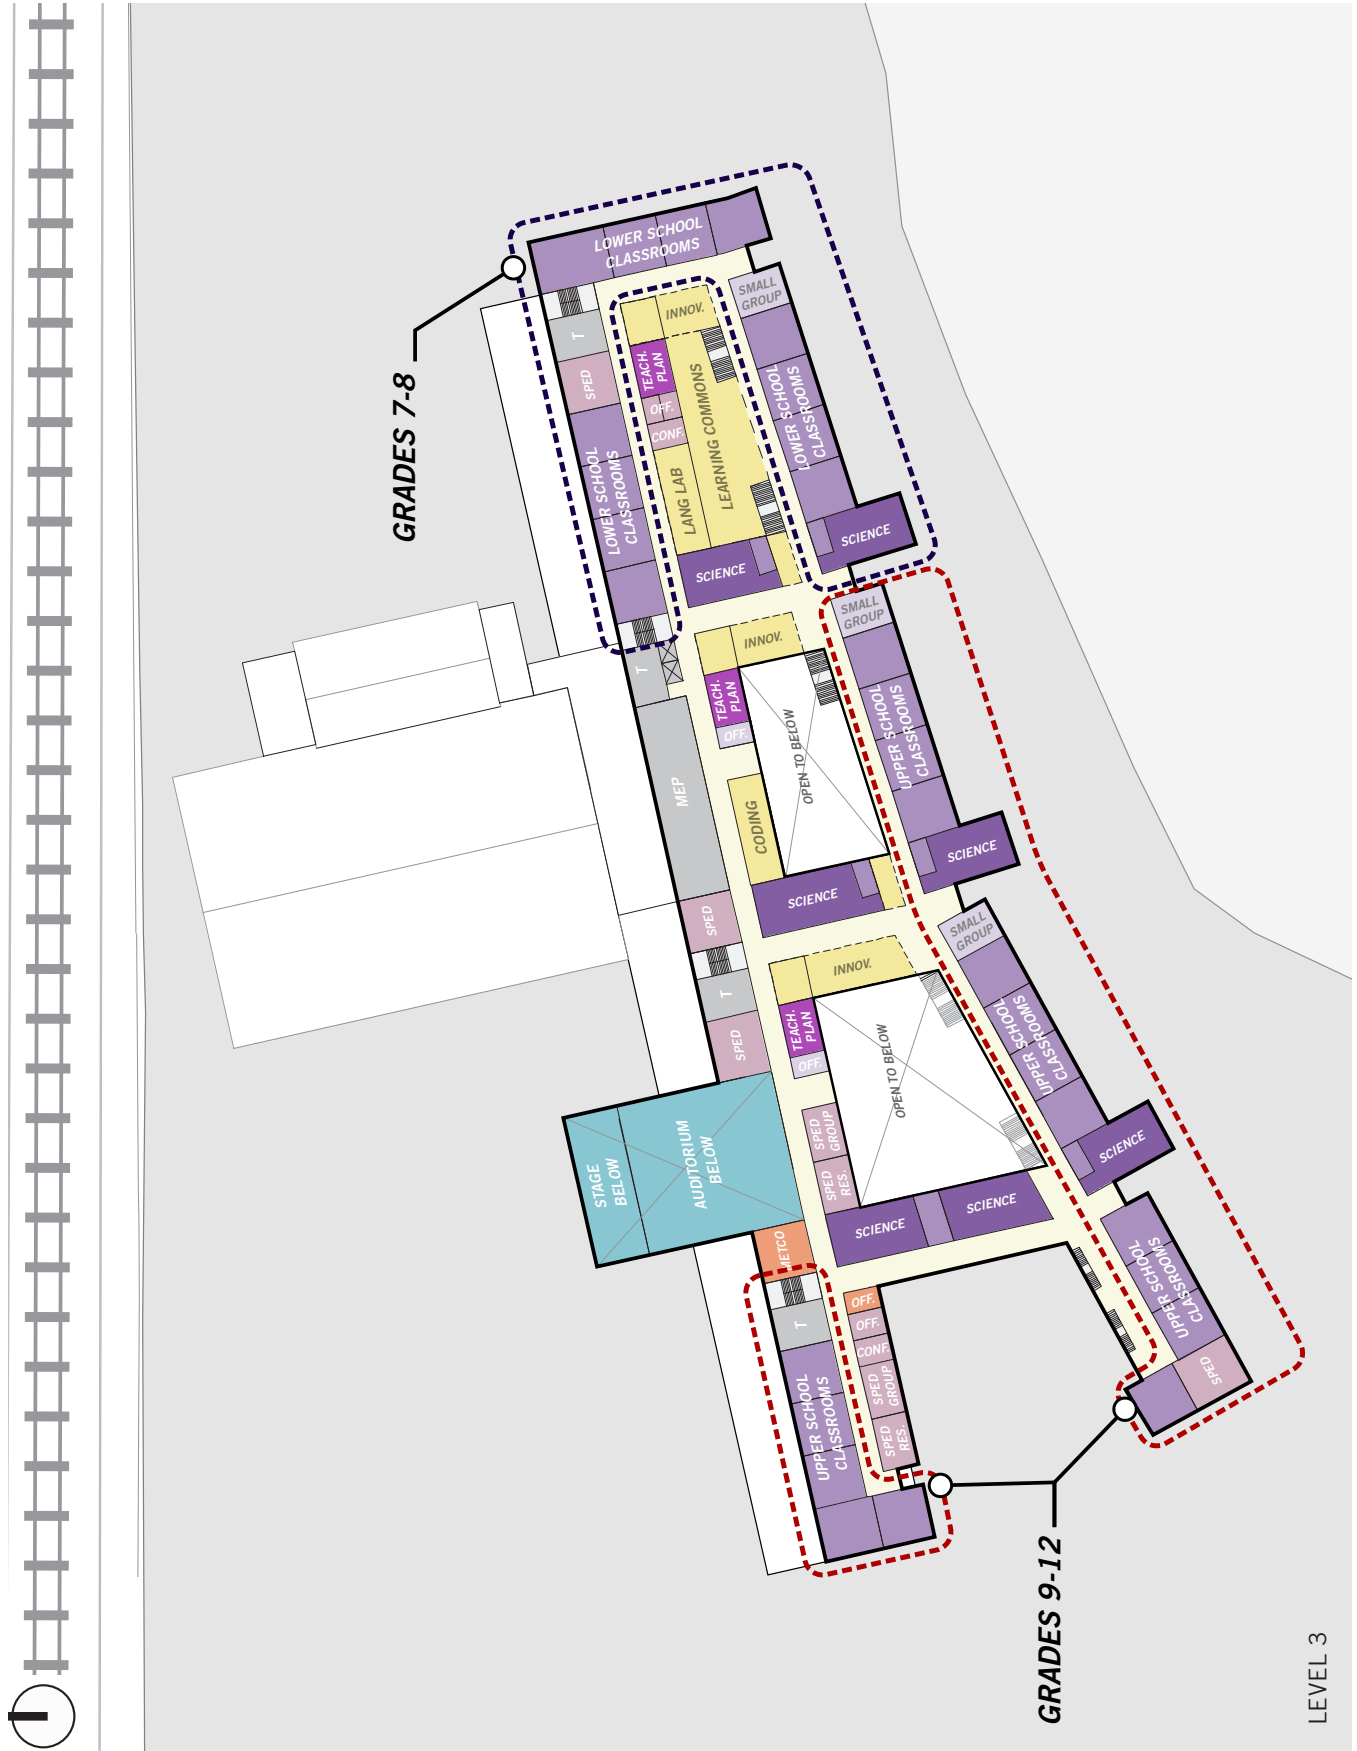 GRADES 7-8
LOWER SCHOOL
CLASSROOMS
T
SPED
LOWER SCHOOL
CLASSROOMS
INNOV.
TEACH.
PLAN
OFF.
CONF.
LEARNING COMMONS
LANG LAB
SCIENCE
SMALL
GROUP
LOWER SCHOOL
CLASSROOMS
SCIENCE
T
MEP
INNOV.
TEACH.
PLAN
OFF.
OPEN TO BELOW
CODING
SCIENCE
SMALL
GROUP
UPPER SCHOOL
CLASSROOMS
SCIENCE
SPED
T
SPED
INNOV.
TEACH.
PLAN
OFF.
OPEN TO BELOW
SPED
GROUP
SPED
RES.
SCIENCE
SCIENCE
SMALL
GROUP
UPPER SCHOOL
CLASSROOMS
SCIENCE
STAGE
BELOW
AUDITORIUM
BELOW
METCO
T
UPPER SCHOOL
CLASSROOMS
OFF.
OFF.
CONF.
SPED
GROUP
SPED
RES.
UPPER SCHOOL
CLASSROOMS
SPED
GRADES 9-12
LEVEL 3